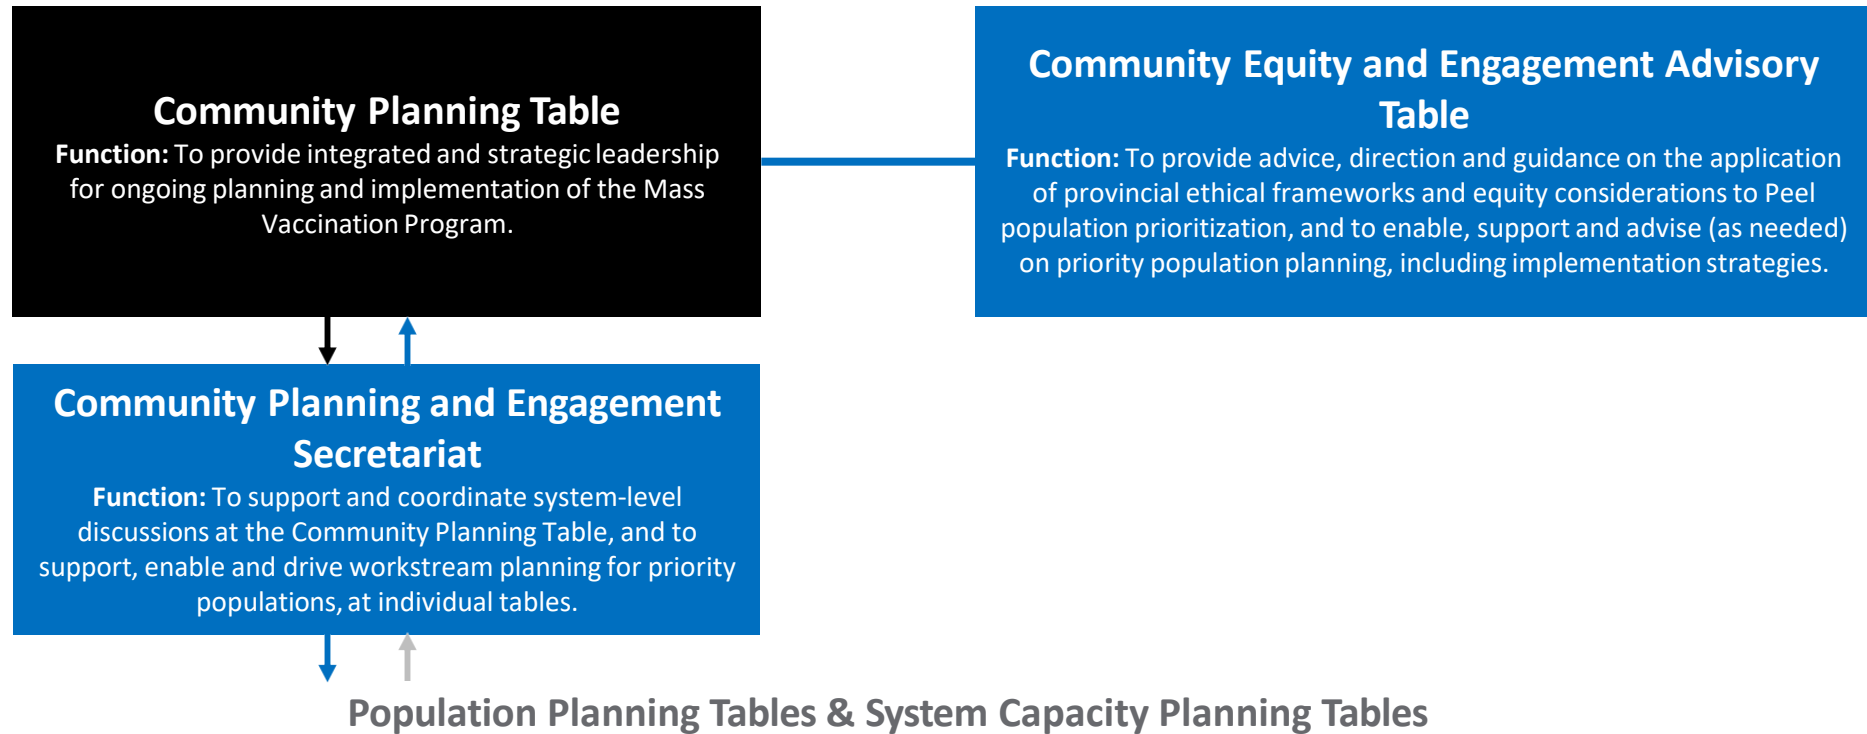 Community Planning Table
Function: To provide integrated and strategic leadership
for ongoing planning and implementation of the Mass
Vaccination Program.
Community Equity and Engagement Advisory
Table
Function: To provide advice, direction and guidance on the application
of provincial ethical frameworks and equity considerations to Peel
population prioritization, and to enable, support and advise (as needed)
on priority population planning, including implementation strategies.
Community Planning and Engagement
Secretariat
Function: To support and coordinate system-level
discussions at the Community Planning Table, and to
support, enable and drive workstream planning for priority
populations, at individual tables.
Population Planning Tables & System Capacity Planning Tables